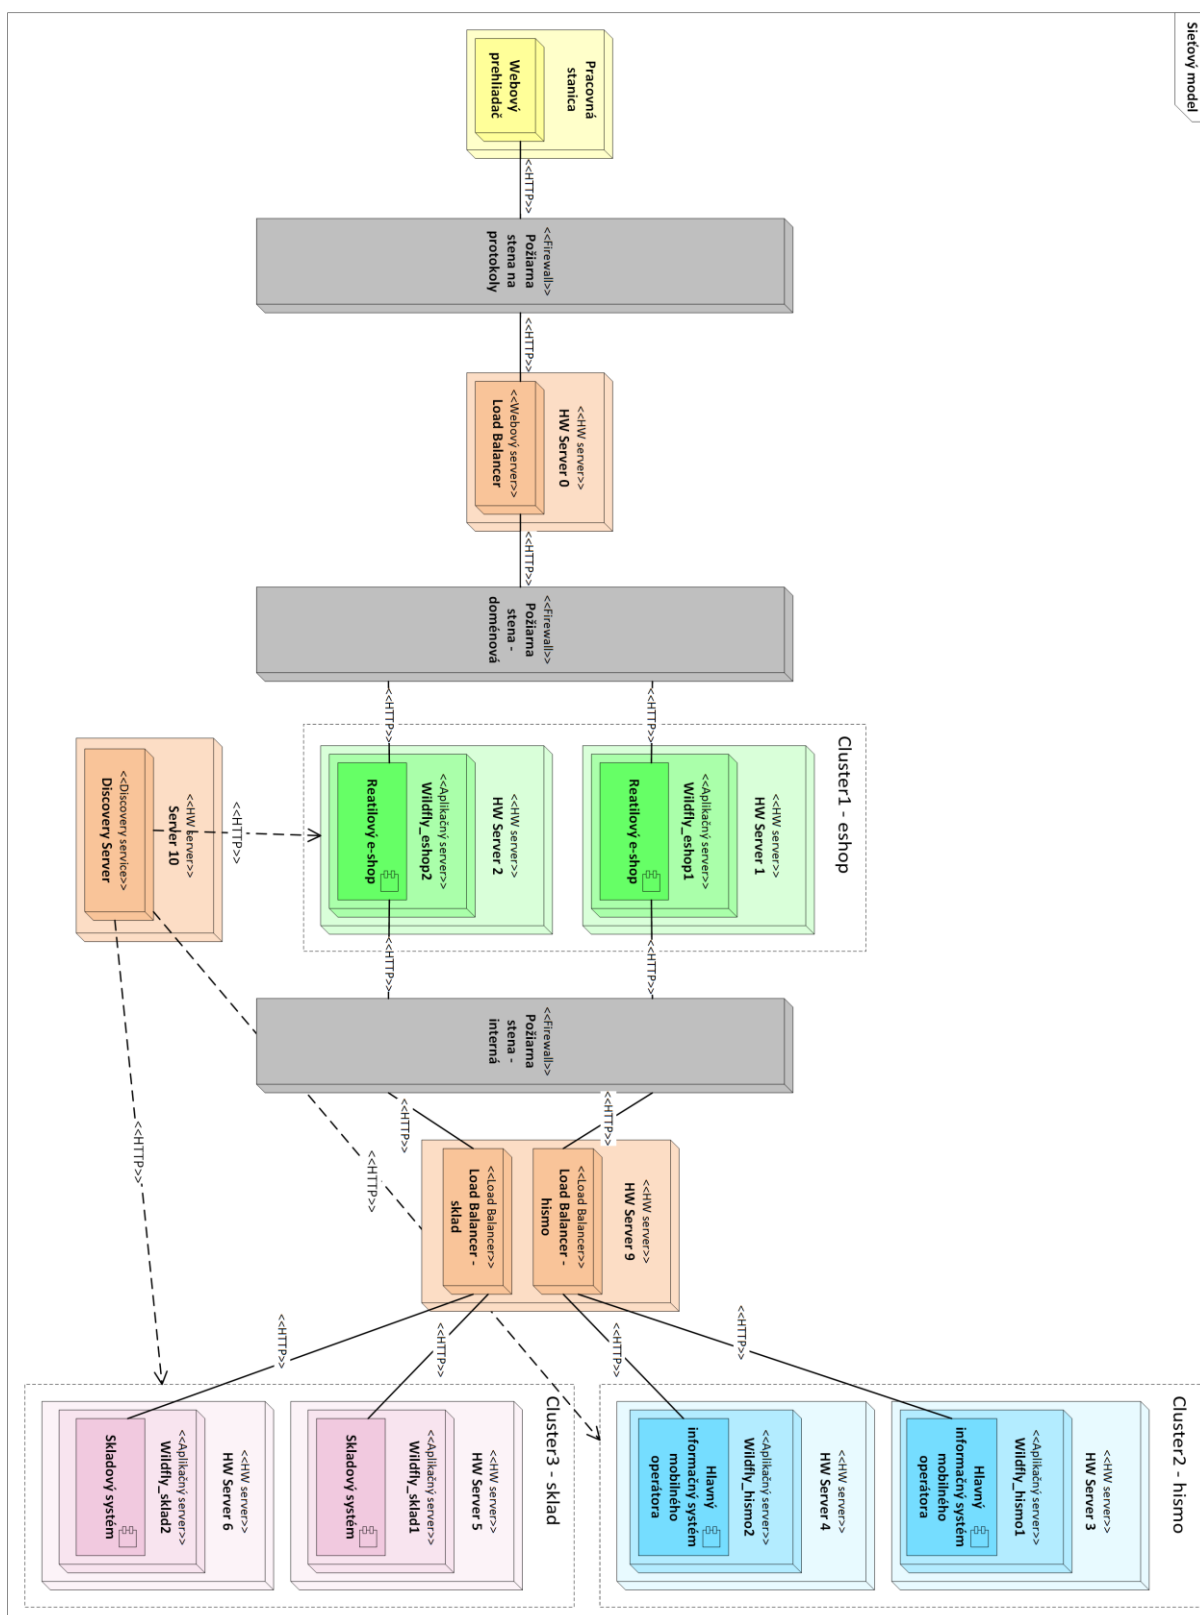 Sieťový model
Pracovná
stanica
Webový
prehliadač
<<HTTP>>
<<Firewall>>
Požiarna
stena na
protokoly
<<HTTP>>
<<HW server>>
HW Server 0
<<Webový server>>
Load Balancer
<<HTTP>>
<<Firewall>>
Požiarna
stena -
doménová
<<HTTP>>
<<HTTP>>
Cluster1 - eshop
<<HW server>>
HW Server 1
<<Aplikačný server>>
Wildfly_eshop1
Reatilový e-shop
<<HW server>>
HW Server 2
<<Aplikačný server>>
Wildfly_eshop2
Reatilový e-shop
<<HTTP>>
<<HW server>>
Server 10
<<Discovery service>>
Discovery Server
<<HTTP>>
<<HTTP>>
<<Firewall>>
Požiarna
stena -
interná
<<HTTP>>
<<HTTP>>
<<HTTP>>
<<HTTP>>
<<HW server>>
HW Server 9
<<Load Balancer>>
Load Balancer -
hismo
<<Load Balancer>>
Load Balancer -
sklad
<<HTTP>>
<<HTTP>>
<<HTTP>>
<<HTTP>>
Cluster2 - hismo
<<HW server>>
HW Server 3
<<Aplikačný server>>
Wildfly_hismo1
Hlavný
informačný systém
mobilného
operátora
<<HW server>>
HW Server 4
<<Aplikačný server>>
Wildfly_hismo2
Hlavný
informačný systém
mobilného
operátora
Cluster3 - sklad
<<HW server>>
HW Server 5
<<Aplikačný server>>
Wildfly_sklad1
Skladový systém
<<HW server>>
HW Server 6
<<Aplikačný server>>
Wildfly_sklad2
Skladový systém